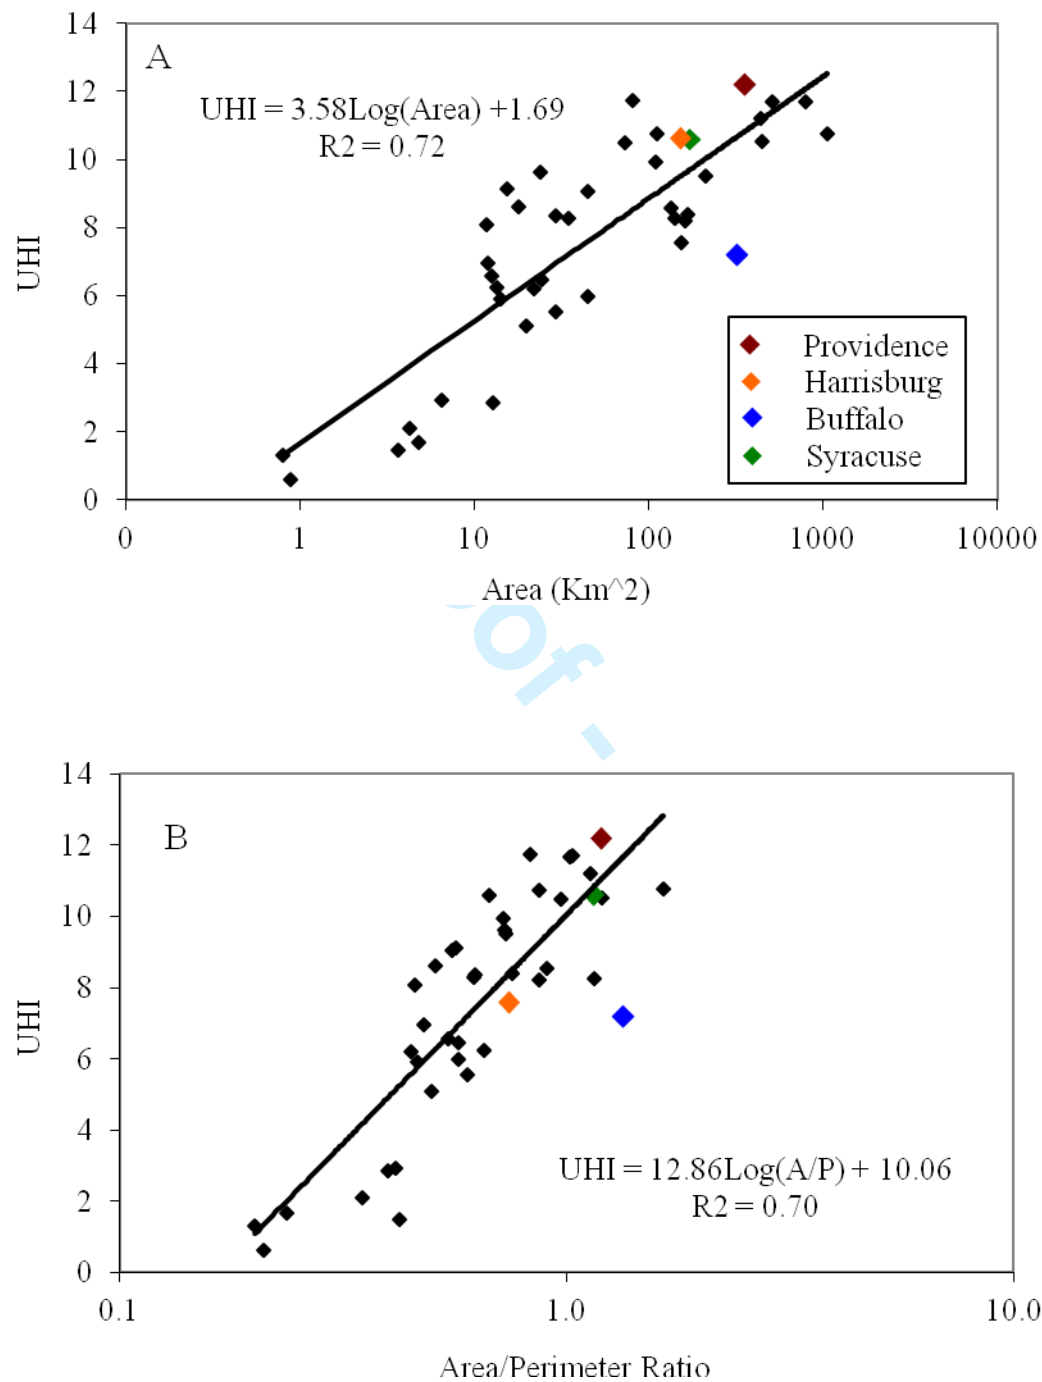 14
A
12
UHI = 3.58Log(Area) +1.69
R2 = 0.72
10
8
UHI
6
Providence
Harrisburg
Buffalo
Syracuse
4
2
0
0 1 10 100 1000 10000
Area (Km^2)
of -
14
B
12
10
8
UHI
6
4
UHI = 12.86Log(A/P) + 10.06
R2 = 0.70
2
0
0.1 1.0 10.0
Area/Perimeter Ratio